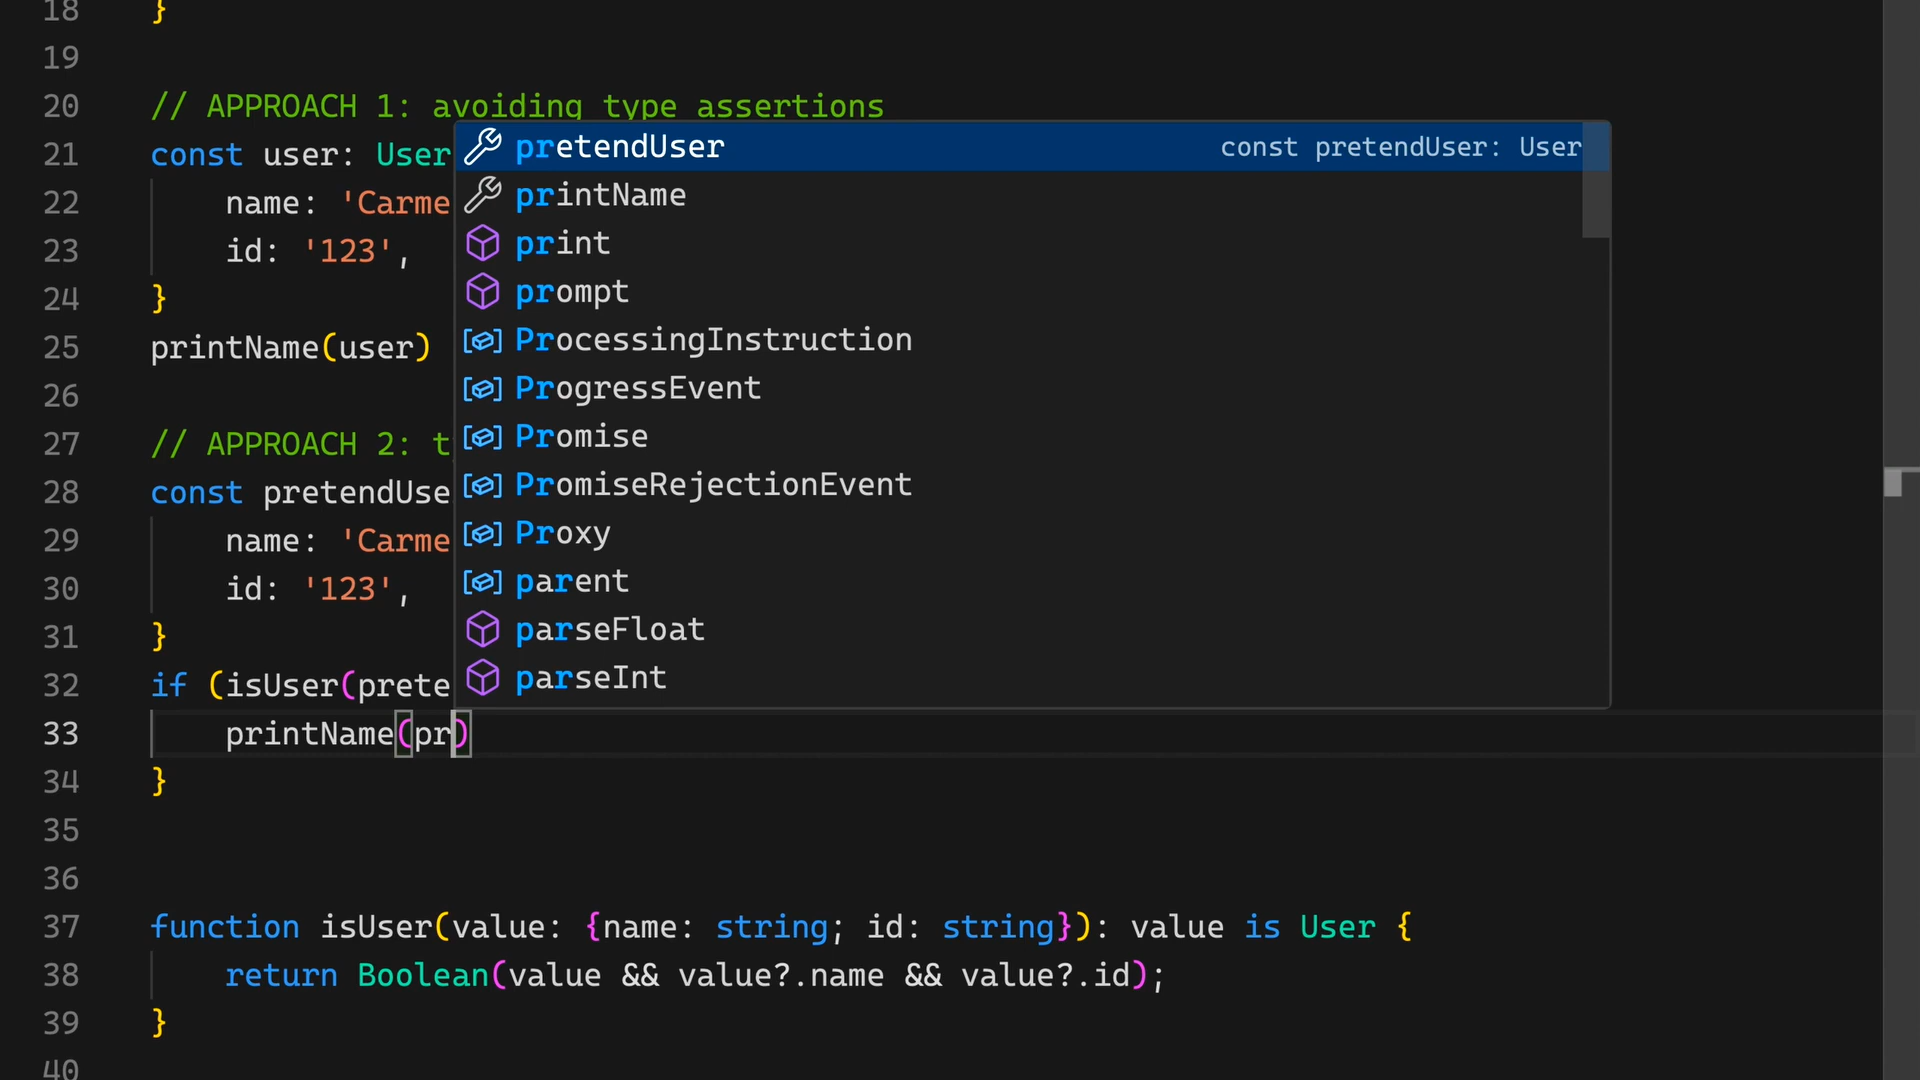 18 }
19
20 // APPROACH 1: avoiding type assertions
21 const user: User
22 name: 'Carme
23 id: '123',
24 }
25 printName(user)
26
27 // APPROACH 2:
28 const pretendUse
29 name: 'Carme
30 id: '123',
31 }
32 if (isUser(prete
33 printName(pr)
34 }
35
36
37 function isUser(value: {name: string; id: string}): value is User {
38 return Boolean(value && value?.name && value?.id);
39 }
40
pretendUser const pretendUser: User
printName
print
prompt
ProcessingInstruction
ProgressEvent
Promise
PromiseRejectionEvent
Proxy
parent
parseFloat
parseInt